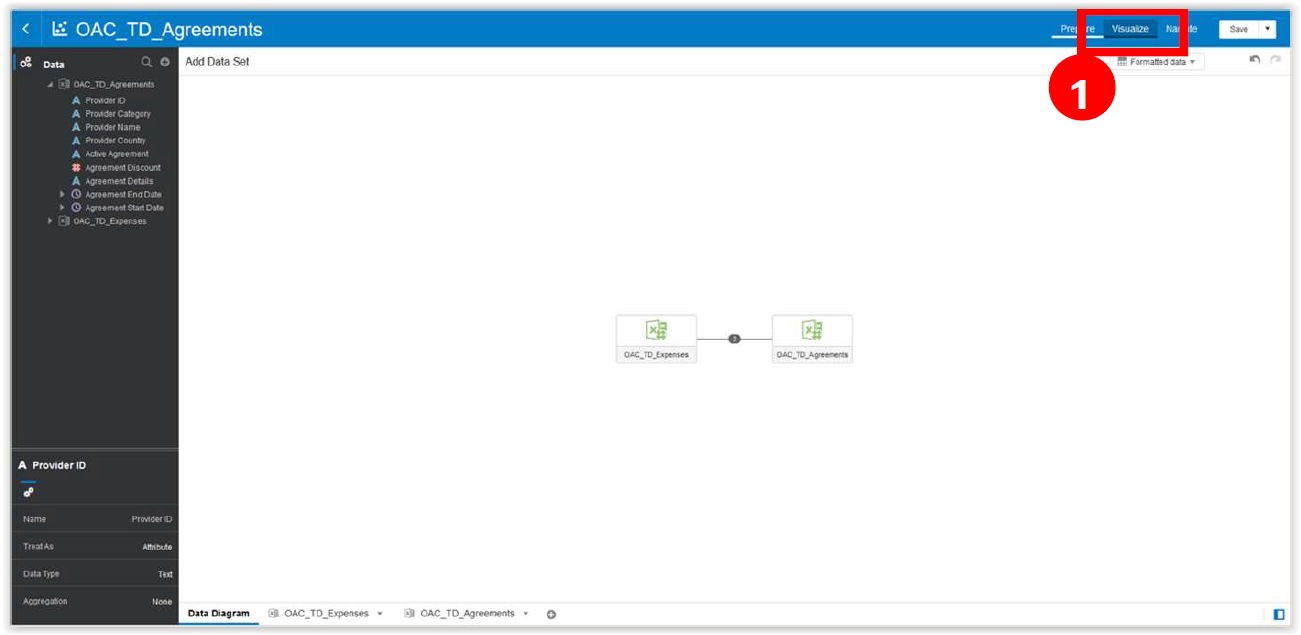 OAC_TD_Agreements
Prepare Visualize Narrate Save
1
Data
Add Data Set
Formatted data
OAC_TD_Agreements
Provider ID
Provider Category
Provider Name
Provider Country
Active Agreement
Agreement Discount
Agreement Details
Agreement End Date
Agreement Start Date
OAC_TD_Expenses
2
OAC_TD_Expenses
OAC_TD_Agreements
A Provider ID
Name Provider ID
Treat As Attribute
Data Type Text
Aggregation None
Data Diagram OAC_TD_Expenses OAC_TD_Agreements